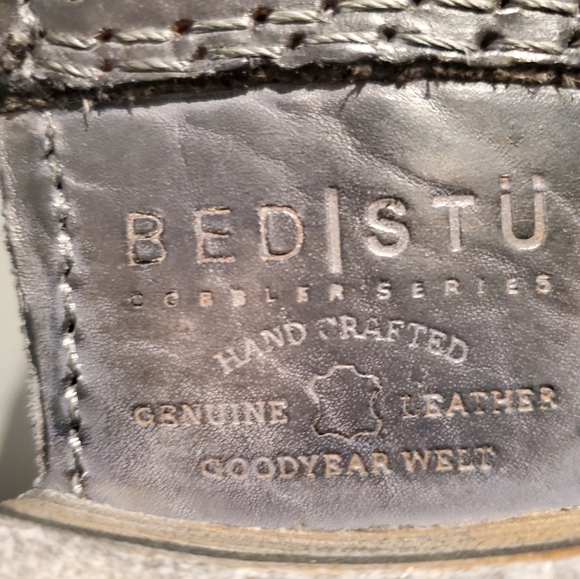 BED|STÜ
COBBLER SERIES
HAND CRAFTED
GENUINE LEATHER
GOODYEAR WELT